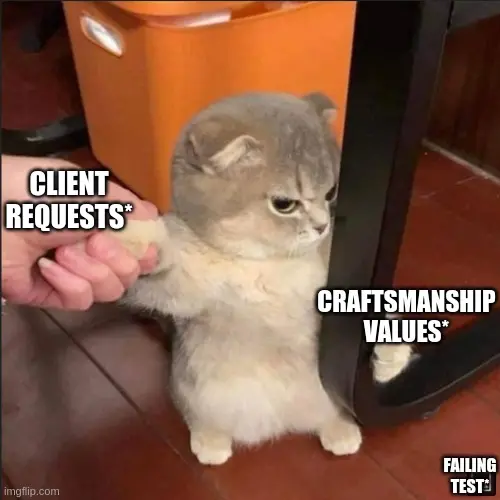 CLIENT
REQUESTS*
CRAFTSMANSHIP
VALUES*
FAILING
TEST*
imgflip.com